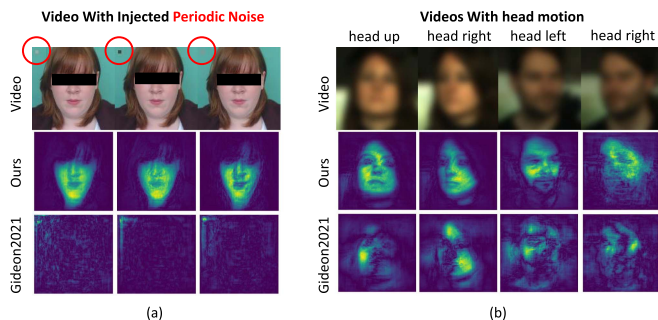 Video With Injected Periodic Noise
Videos With head motion
head up head right head left head right
Video
Ours
Gideon2021
Video
Ours
Gideon2021
(a)
(b)